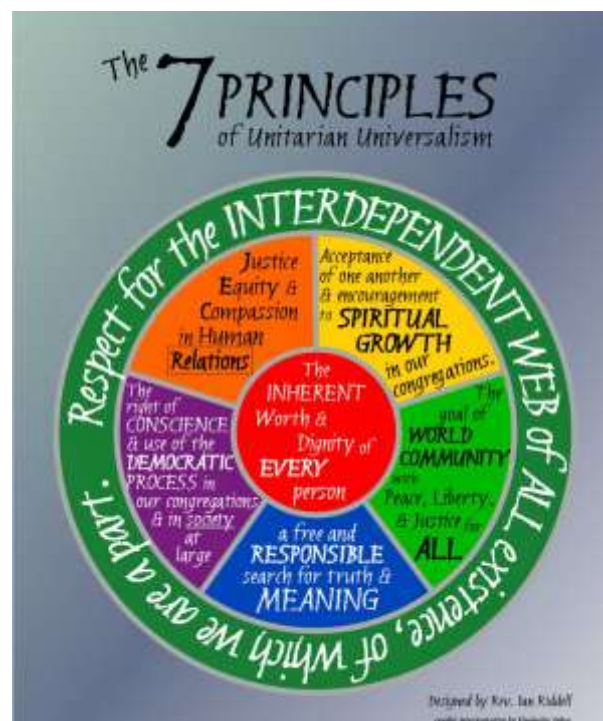 The 7 PRINCIPLES
of Unitarian Universalism
Respect for the INTERDEPENDENT WEB of ALL existence, of which we are a part.
Justice
Equity &
Compassion
in Human
Relations
Acceptance
of one another
& encouragement
to SPIRITUAL
GROWTH
in our
congregations.
The
INHERENT
Worth &
Dignity of
EVERY
person
The
right of
CONSCIENCE
& use of the
DEMOCRATIC
PROCESS in
our congregations
& in society
at
large
The
goal of
WORLD
COMMUNITY
with
Peace, Liberty,
& Justice for
ALL
a free and
RESPONSIBLE
search for truth &
MEANING
Designed by Rev. Ian Riddell